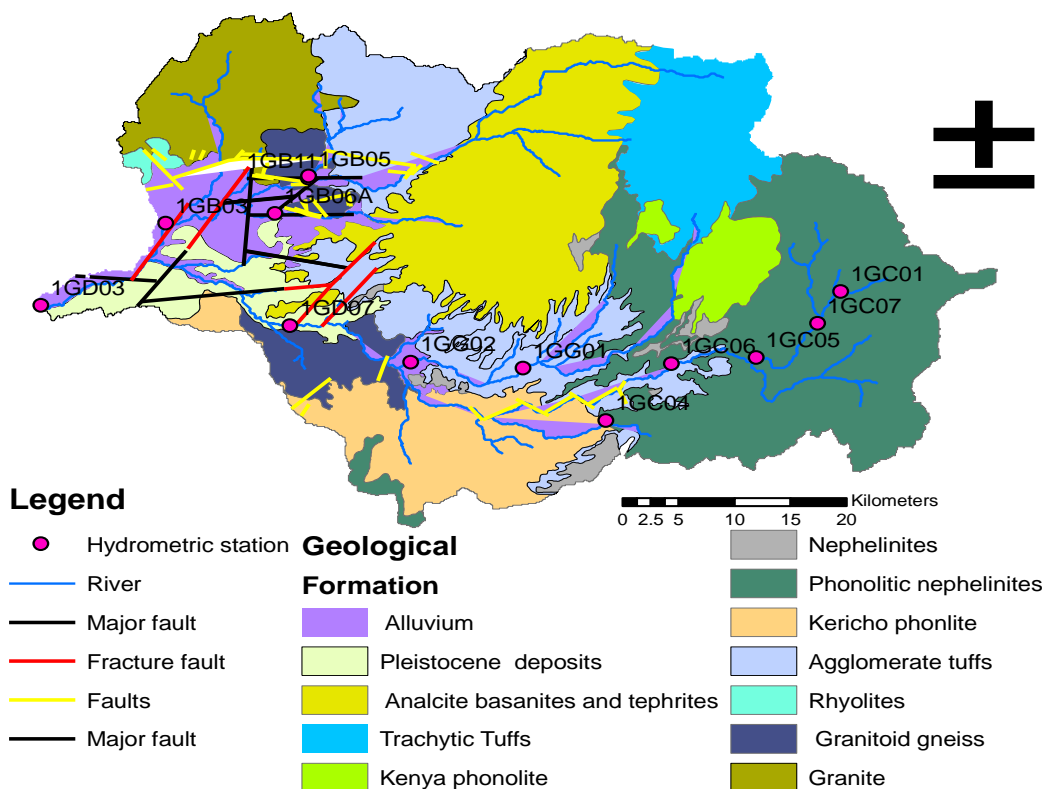 1GB11
1GB05
1GB06A
1GB03
1GD03
1GD07
1GG02
1GG01
1GC06
1GC05
1GC07
1GC01
1GC04
Kilometers
0 2.5 5 10 15 20
Legend
Hydrometric station
River
Major fault
Fracture fault
Faults
Major fault
Geological
Formation
Alluvium
Pleistocene deposits
Analcite basanites and tephrites
Trachytic Tuffs
Kenya phonolite
Nephelinites
Phonolitic nephelinites
Kericho phonlite
Agglomerate tuffs
Rhyolites
Granitoid gneiss
Granite